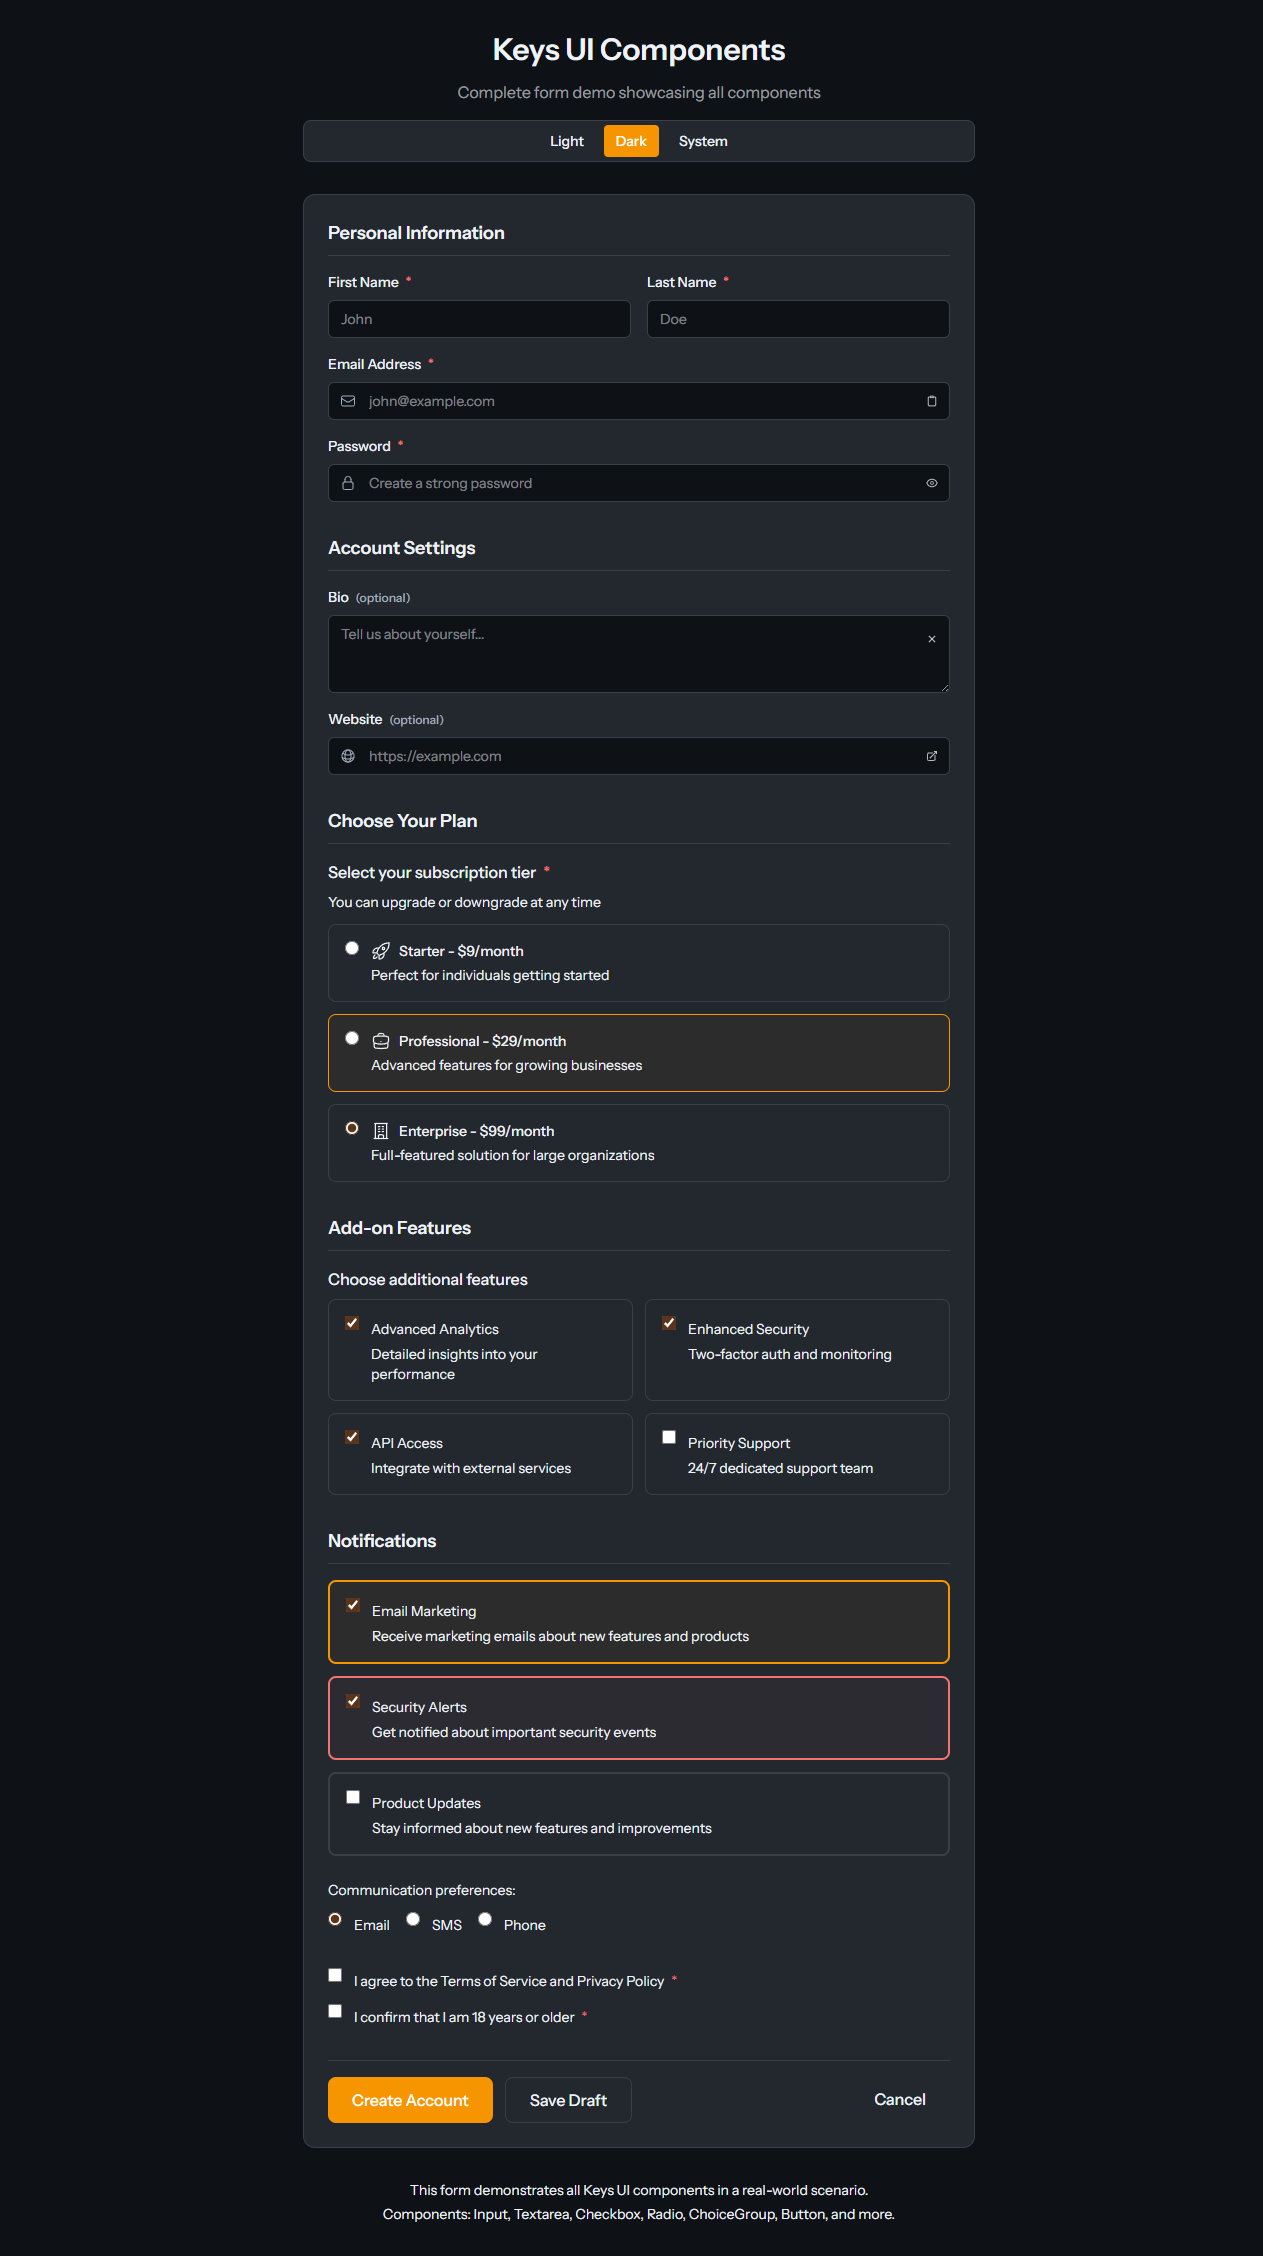 Keys UI Components
Complete form demo showcasing all components
Light Dark System
Personal Information
First Name * Last Name *
John Doe
Email Address *
john@example.com
Password *
Create a strong password
Account Settings
Bio (optional)
Tell us about yourself...
Website (optional)
https://example.com
Choose Your Plan
Select your subscription tier *
You can upgrade or downgrade at any time
Starter - $9/month
Perfect for individuals getting started
Professional - $29/month
Advanced features for growing businesses
Enterprise - $99/month
Full-featured solution for large organizations
Add-on Features
Choose additional features
Advanced Analytics
Detailed insights into your
performance
Enhanced Security
Two-factor auth and monitoring
API Access
Integrate with external services
Priority Support
24/7 dedicated support team
Notifications
Email Marketing
Receive marketing emails about new features and products
Security Alerts
Get notified about important security events
Product Updates
Stay informed about new features and improvements
Communication preferences:
Email SMS Phone
I agree to the Terms of Service and Privacy Policy *
I confirm that I am 18 years or older *
Create Account Save Draft Cancel
This form demonstrates all Keys UI components in a real-world scenario.
Components: Input, Textarea, Checkbox, Radio, ChoiceGroup, Button, and more.